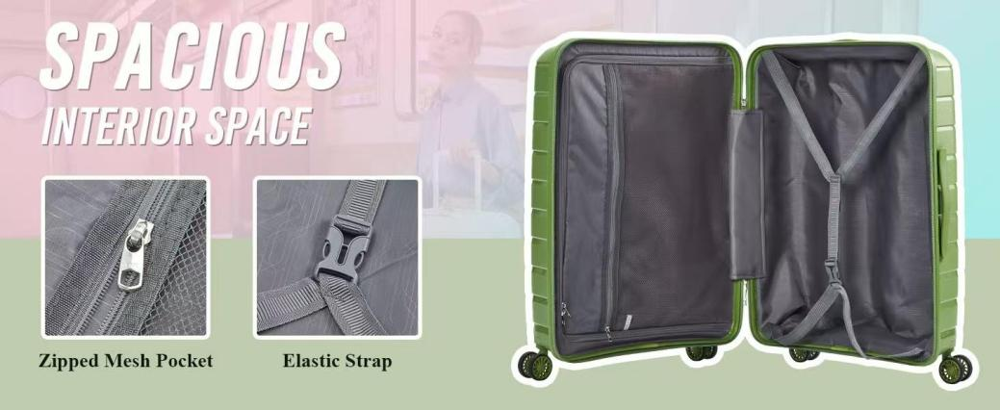 SPACIOUS
INTERIOR SPACE
Zipped Mesh Pocket
Elastic Strap